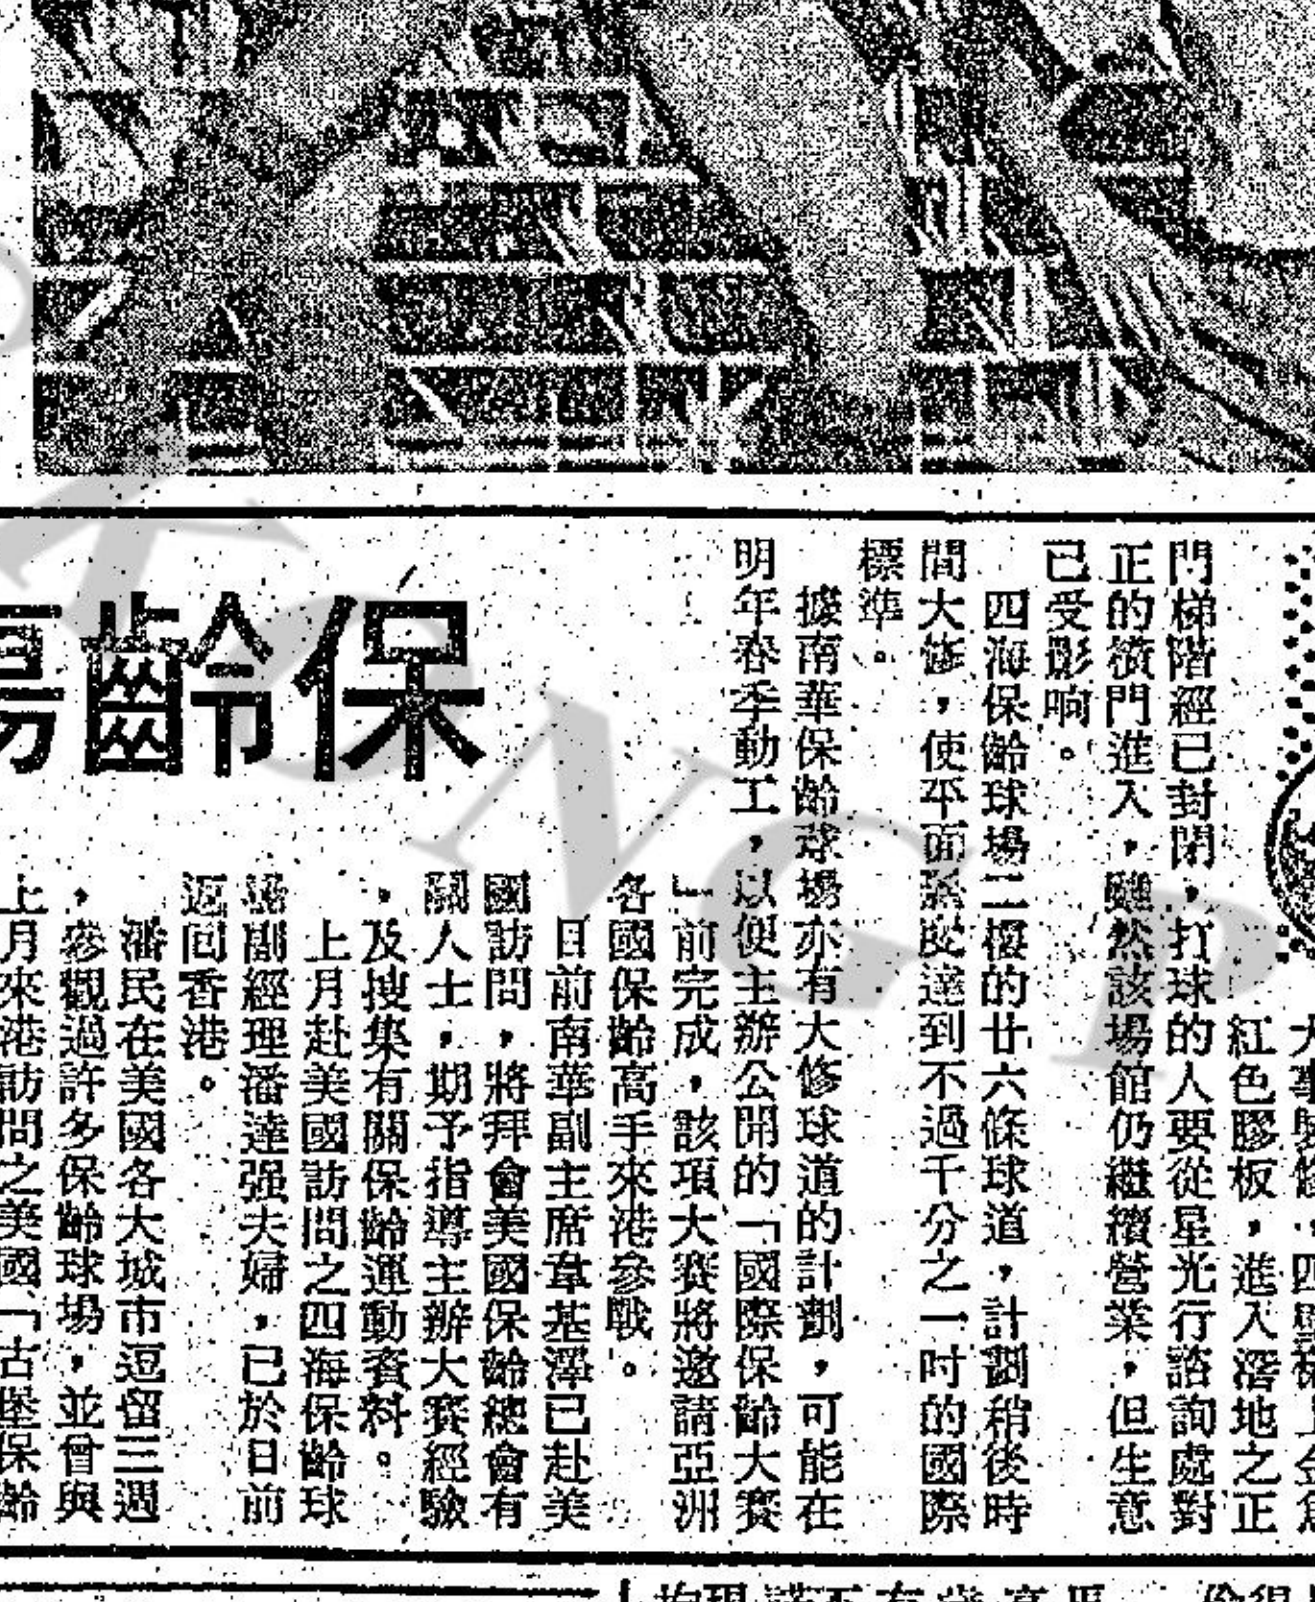 紅色膠板，進入落地之正
門梯階經已封閉，打球的人要從星光行諮詢處對
正的橫門進入，雖然該場館仍繼續營業，但生意
已受影响。
四海保齡球場二樓的廿六條球道，計劃稍後時
間大修，使平面點度達到不過千分之一吋的國際
標準。
據南華保齡球場亦有大修球道的計劃，可能在
明年春季動工，以便主辦公開的「國際保齡大賽
」前完成，該項大賽將邀請亞洲
各國保齡高手來港參戰。
日前南華副主席韋基澤已赴美
國訪問，將拜會美國保齡總會有
關人士，期予指導主辦大賽經驗
，及搜集有關保齡運動資料。
上月赴美國訪問之四海保齡球
場副經理潘達强夫婦，已於日前
返回香港。
潘民在美國各大城市逗留三週
，參觀過許多保齡球場，並曾與
上月來港訪問之美國「古堡保齡
保齡場
KONG P